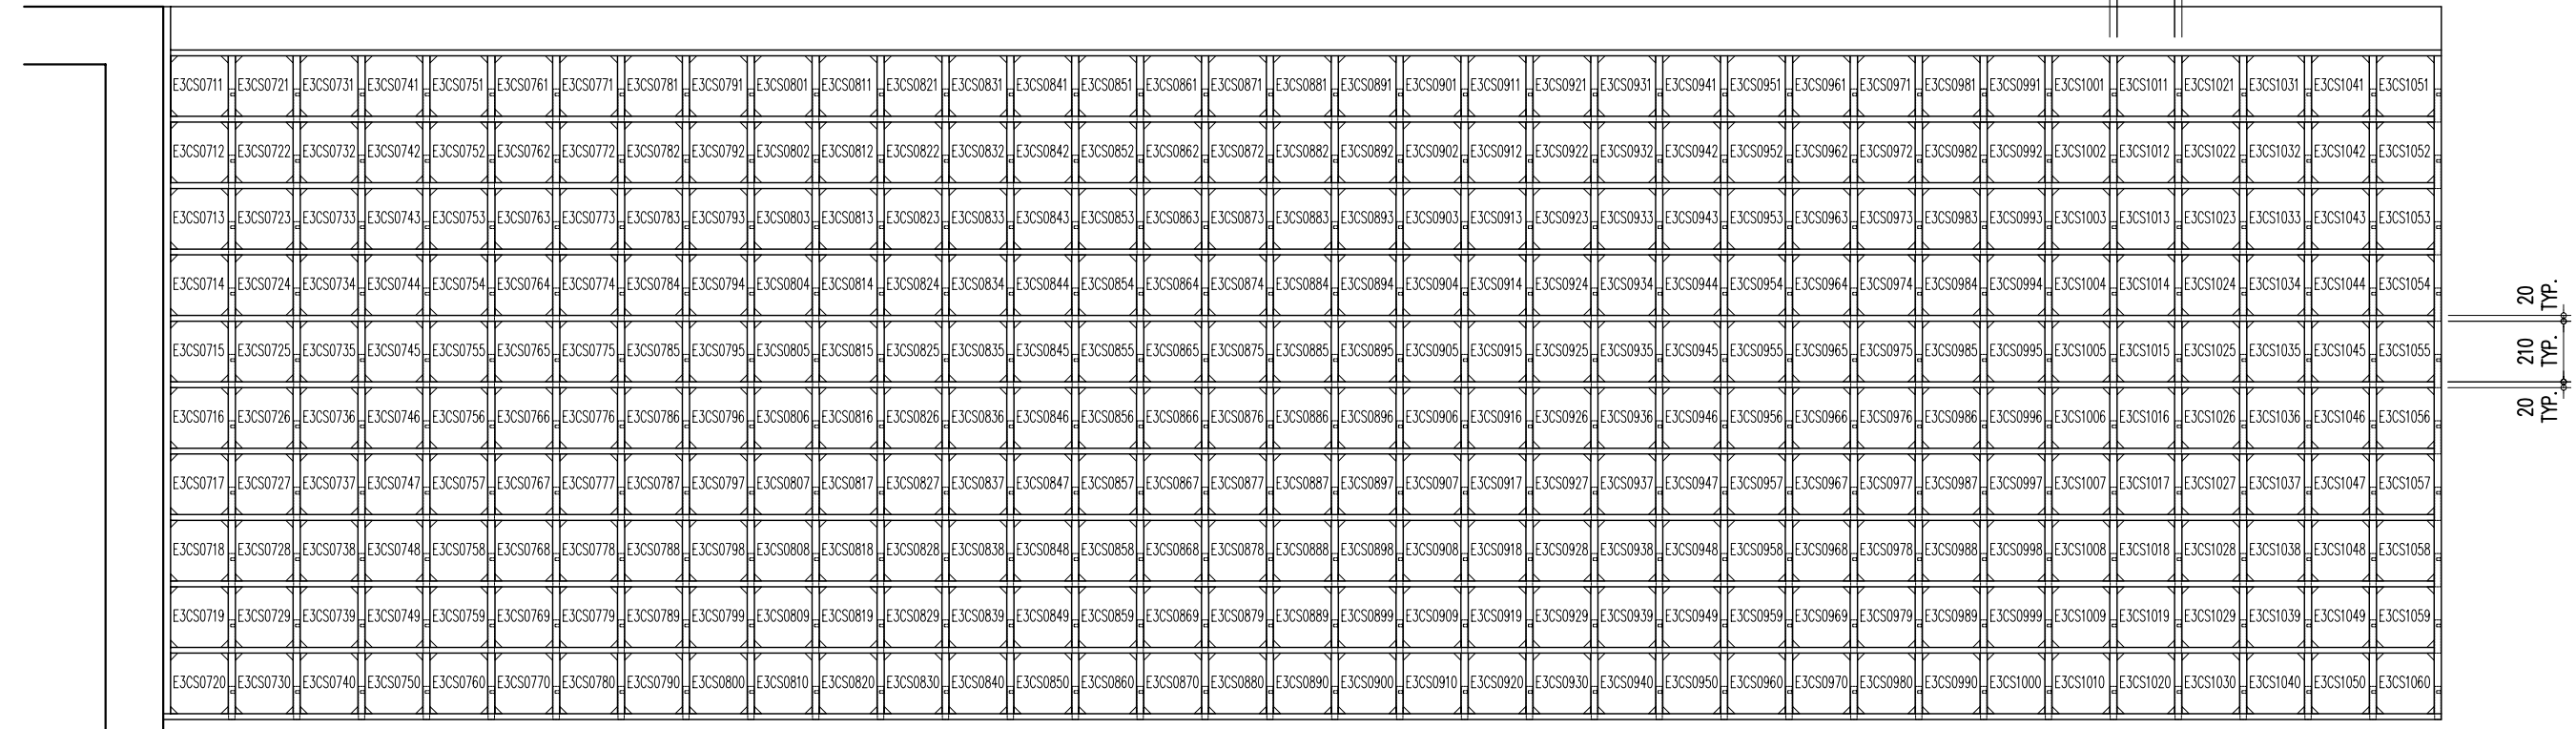 E3CS0711 E3CS0721 E3CS0731 E3CS0741 E3CS0751 E3CS0761 E3CS0771 E3CS0781 E3CS0791 E3CS0801 E3CS0811 E3CS0821 E3CS0831 E3CS0841 E3CS0851 E3CS0861 E3CS0871 E3CS0881 E3CS0891 E3CS0901 E3CS0911 E3CS0921 E3CS0931 E3CS0941 E3CS0951 E3CS0961 E3CS0971 E3CS0981 E3CS0991 E3CS1001 E3CS1011 E3CS1021 E3CS1031 E3CS1041 E3CS1051
E3CS0712 E3CS0722 E3CS0732 E3CS0742 E3CS0752 E3CS0762 E3CS0772 E3CS0782 E3CS0792 E3CS0802 E3CS0812 E3CS0822 E3CS0832 E3CS0842 E3CS0852 E3CS0862 E3CS0872 E3CS0882 E3CS0892 E3CS0902 E3CS0912 E3CS0922 E3CS0932 E3CS0942 E3CS0952 E3CS0962 E3CS0972 E3CS0982 E3CS0992 E3CS1002 E3CS1012 E3CS1022 E3CS1032 E3CS1042 E3CS1052
E3CS0713 E3CS0723 E3CS0733 E3CS0743 E3CS0753 E3CS0763 E3CS0773 E3CS0783 E3CS0793 E3CS0803 E3CS0813 E3CS0823 E3CS0833 E3CS0843 E3CS0853 E3CS0863 E3CS0873 E3CS0883 E3CS0893 E3CS0903 E3CS0913 E3CS0923 E3CS0933 E3CS0943 E3CS0953 E3CS0963 E3CS0973 E3CS0983 E3CS0993 E3CS1003 E3CS1013 E3CS1023 E3CS1033 E3CS1043 E3CS1053
E3CS0714 E3CS0724 E3CS0734 E3CS0744 E3CS0754 E3CS0764 E3CS0774 E3CS0784 E3CS0794 E3CS0804 E3CS0814 E3CS0824 E3CS0834 E3CS0844 E3CS0854 E3CS0864 E3CS0874 E3CS0884 E3CS0894 E3CS0904 E3CS0914 E3CS0924 E3CS0934 E3CS0944 E3CS0954 E3CS0964 E3CS0974 E3CS0984 E3CS0994 E3CS1004 E3CS1014 E3CS1024 E3CS1034 E3CS1044 E3CS1054
20
TYP.
E3CS0715 E3CS0725 E3CS0735 E3CS0745 E3CS0755 E3CS0765 E3CS0775 E3CS0785 E3CS0795 E3CS0805 E3CS0815 E3CS0825 E3CS0835 E3CS0845 E3CS0855 E3CS0865 E3CS0875 E3CS0885 E3CS0895 E3CS0905 E3CS0915 E3CS0925 E3CS0935 E3CS0945 E3CS0955 E3CS0965 E3CS0975 E3CS0985 E3CS0995 E3CS1005 E3CS1015 E3CS1025 E3CS1035 E3CS1045 E3CS1055
210
TYP.
E3CS0716 E3CS0726 E3CS0736 E3CS0746 E3CS0756 E3CS0766 E3CS0776 E3CS0786 E3CS0796 E3CS0806 E3CS0816 E3CS0826 E3CS0836 E3CS0846 E3CS0856 E3CS0866 E3CS0876 E3CS0886 E3CS0896 E3CS0906 E3CS0916 E3CS0926 E3CS0936 E3CS0946 E3CS0956 E3CS0966 E3CS0976 E3CS0986 E3CS0996 E3CS1006 E3CS1016 E3CS1026 E3CS1036 E3CS1046 E3CS1056
20
TYP.
E3CS0717 E3CS0727 E3CS0737 E3CS0747 E3CS0757 E3CS0767 E3CS0777 E3CS0787 E3CS0797 E3CS0807 E3CS0817 E3CS0827 E3CS0837 E3CS0847 E3CS0857 E3CS0867 E3CS0877 E3CS0887 E3CS0897 E3CS0907 E3CS0917 E3CS0927 E3CS0937 E3CS0947 E3CS0957 E3CS0967 E3CS0977 E3CS0987 E3CS0997 E3CS1007 E3CS1017 E3CS1027 E3CS1037 E3CS1047 E3CS1057
E3CS0718 E3CS0728 E3CS0738 E3CS0748 E3CS0758 E3CS0768 E3CS0778 E3CS0788 E3CS0798 E3CS0808 E3CS0818 E3CS0828 E3CS0838 E3CS0848 E3CS0858 E3CS0868 E3CS0878 E3CS0888 E3CS0898 E3CS0908 E3CS0918 E3CS0928 E3CS0938 E3CS0948 E3CS0958 E3CS0968 E3CS0978 E3CS0988 E3CS0998 E3CS1008 E3CS1018 E3CS1028 E3CS1038 E3CS1048 E3CS1058
E3CS0719 E3CS0729 E3CS0739 E3CS0749 E3CS0759 E3CS0769 E3CS0779 E3CS0789 E3CS0799 E3CS0809 E3CS0819 E3CS0829 E3CS0839 E3CS0849 E3CS0859 E3CS0869 E3CS0879 E3CS0889 E3CS0899 E3CS0909 E3CS0919 E3CS0929 E3CS0939 E3CS0949 E3CS0959 E3CS0969 E3CS0979 E3CS0989 E3CS0999 E3CS1009 E3CS1019 E3CS1029 E3CS1039 E3CS1049 E3CS1059
E3CS0720 E3CS0730 E3CS0740 E3CS0750 E3CS0760 E3CS0770 E3CS0780 E3CS0790 E3CS0800 E3CS0810 E3CS0820 E3CS0830 E3CS0840 E3CS0850 E3CS0860 E3CS0870 E3CS0880 E3CS0890 E3CS0900 E3CS0910 E3CS0920 E3CS0930 E3CS0940 E3CS0950 E3CS0960 E3CS0970 E3CS0980 E3CS0990 E3CS1000 E3CS1010 E3CS1020 E3CS1030 E3CS1040 E3CS1050 E3CS1060